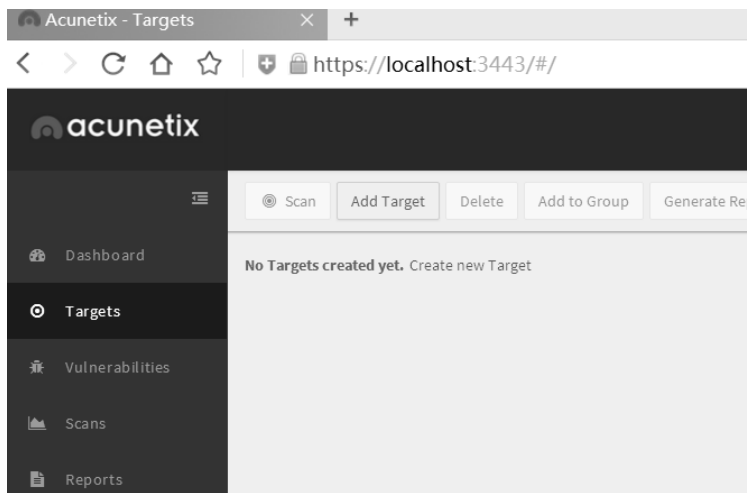 Acunetix - Targets
https://localhost:3443/#/
acunetix
Scan Add Target Delete Add to Group Generate Re
Dashboard
No Targets created yet. Create new Target
Targets
Vulnerabilities
Scans
Reports